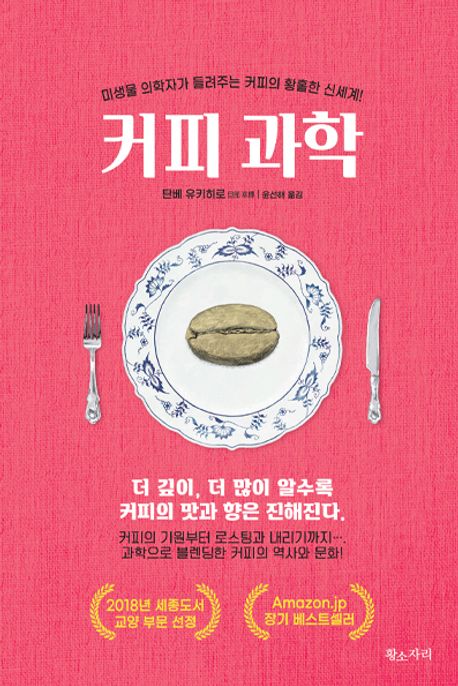 미생물 의학자가 들려주는 커피의 황홀한 신세계!
커피 과학
탄베 유키히로 旦部 幸博 | 윤선해 옮김
더 깊이, 더 많이 알수록
커피의 맛과 향은 진해진다.
커피의 기원부터 로스팅과 내리기까지….
과학으로 블렌딩한 커피의 역사와 문화!
2018년 세종도서
교양 부문 선정
Amazon.jp
장기 베스트셀러
황소자리